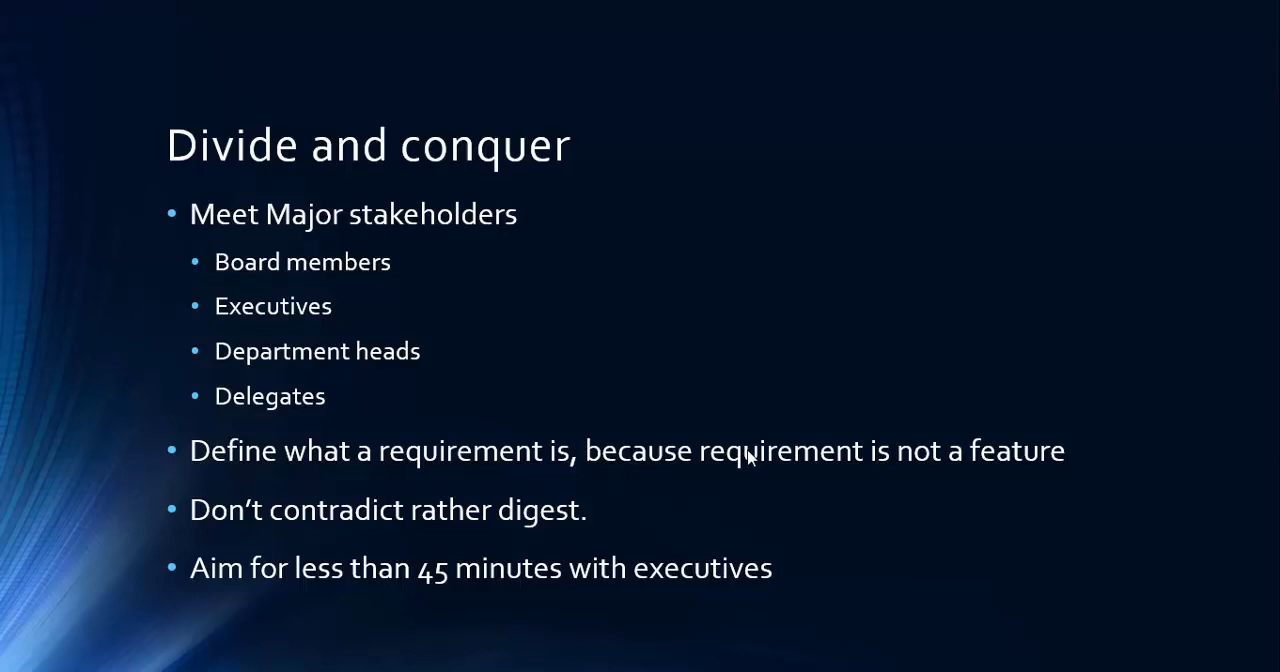 Divide and conquer
• Meet Major stakeholders
• Board members
• Executives
• Department heads
• Delegates
• Define what a requirement is, because requirement is not a feature
• Don’t contradict rather digest.
• Aim for less than 45 minutes with executives